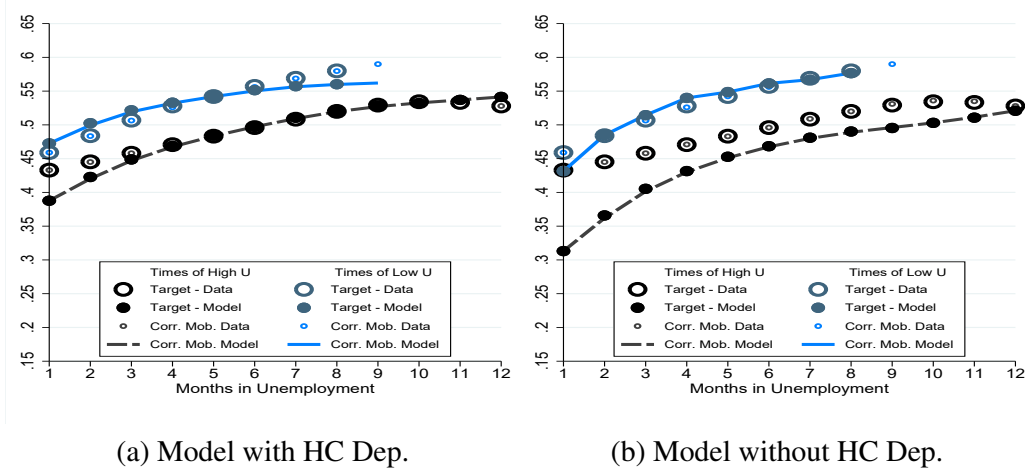 .65
.6
.55
.5
.45
.4
.35
.3
.25
.2
.15
Times of High U Times of Low U
Target - Data Target - Data
Target - Model Target - Model
Corr. Mob. Data Corr. Mob. Data
Corr. Mob. Model Corr. Mob. Model
1 2 3 4 5 6 7 8 9 10 11 12
Months in Unemployment
(a) Model with HC Dep.
.65
.6
.55
.5
.45
.4
.35
.3
.25
.2
.15
Times of High U Times of Low U
Target - Data Target - Data
Target - Model Target - Model
Corr. Mob. Data Corr. Mob. Data
Corr. Mob. Model Corr. Mob. Model
1 2 3 4 5 6 7 8 9 10 11 12
Months in Unemployment
(b) Model without HC Dep.